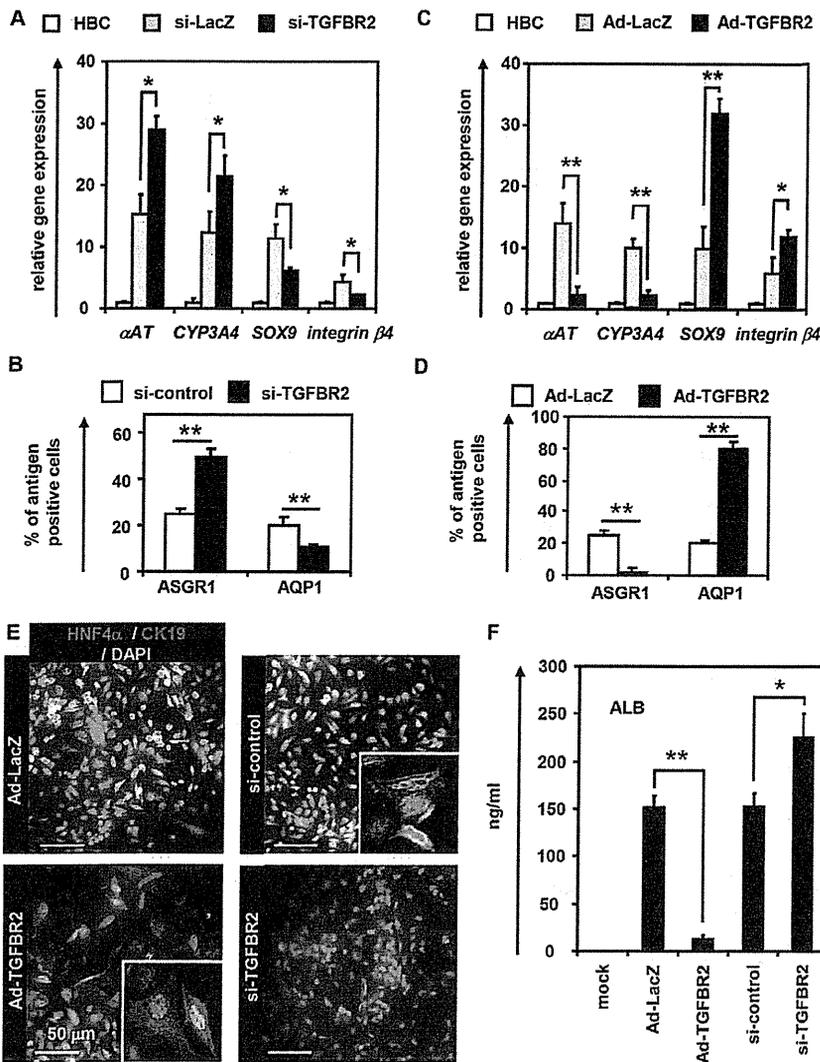 A
HBC si-LacZ si-TGFBR2
relative gene expression
40
30
20
10
0
*
*
*
*
αAT CYP3A4 SOX9 integrin β4
C
HBC Ad-LacZ Ad-TGFBR2
relative gene expression
40
30
20
10
0
**
**
**
*
αAT CYP3A4 SOX9 integrin β4
B
si-control si-TGFBR2
% of antigen
positive cells
60
40
20
0
**
**
ASGR1 AQP1
D
Ad-LacZ Ad-TGFBR2
% of antigen
positive cells
100
80
60
40
20
0
**
**
ASGR1 AQP1
E
HNF4α / CK19
/ DAPI
Ad-LacZ
si-control
Ad-TGFBR2
50 μm
si-TGFBR2
F
ALB
ng/ml
300
250
200
150
100
50
0
**
*
mock
Ad-LacZ
Ad-TGFBR2
si-control
si-TGFBR2